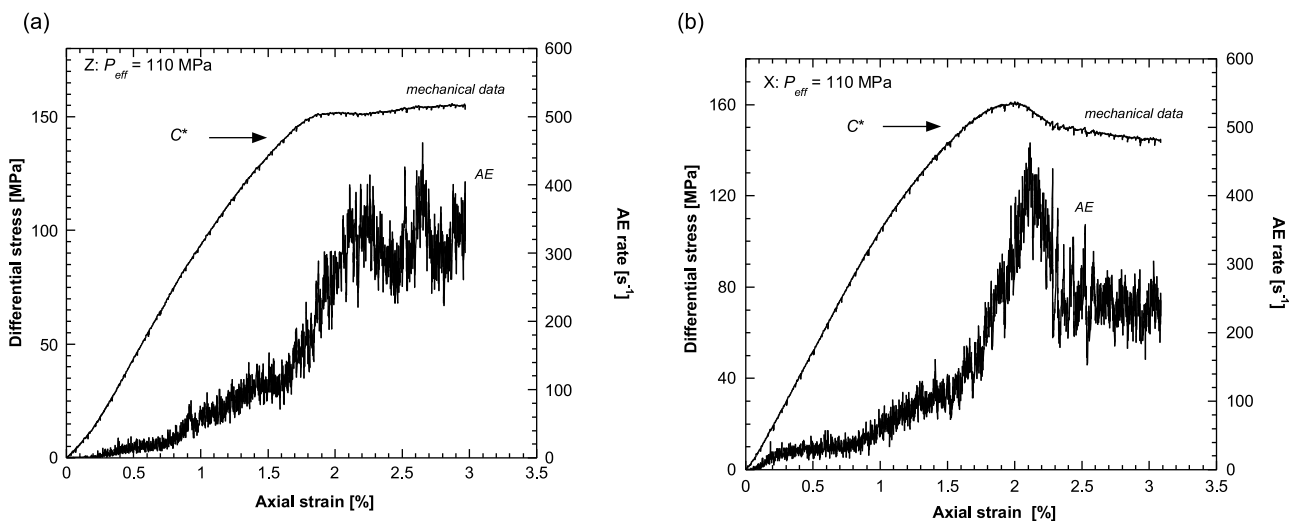 (a)
Z: Peff = 110 MPa
mechanical data
C*
AE
Differential stress [MPa]
0
50
100
150
AE rate [s-1]
0
100
200
300
400
500
600
0
0.5
1
1.5
2
2.5
3
3.5
Axial strain [%]
(b)
X: Peff = 110 MPa
mechanical data
C*
AE
Differential stress [MPa]
0
40
80
120
160
AE rate [s-1]
0
100
200
300
400
500
600
0
0.5
1
1.5
2
2.5
3
3.5
Axial strain [%]